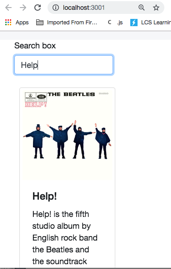 localhost:3001
Apps
Imported From Fir...
.js
LCS Learnin
Search box
Help
THE BEATLES
Help!
Help! is the fifth
studio album by
English rock band
the Beatles and
the soundtrack